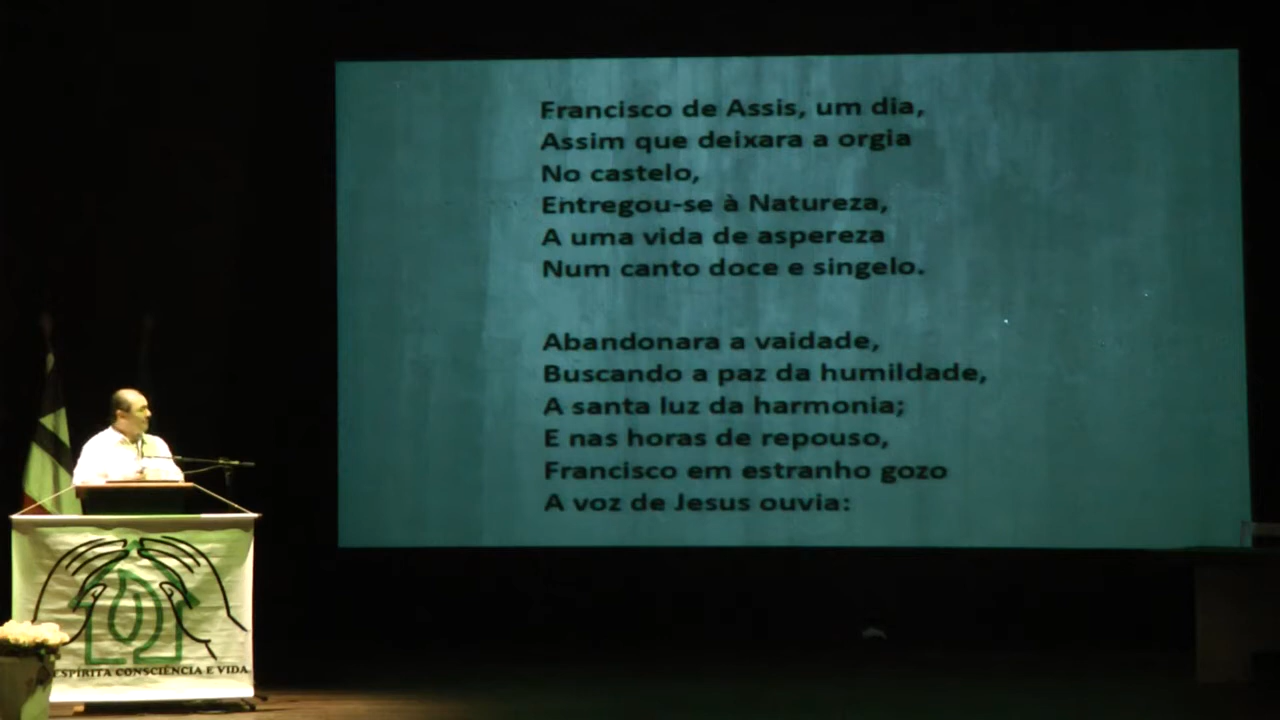 Francisco de Assis, um dia,
Assim que deixara a orgia
No castelo,
Entregou-se à Natureza,
A uma vida de aspereza
Num canto doce e singelo.
Abandonara a vaidade,
Buscando a paz da humildade,
A santa luz da harmonia;
E nas horas de repouso,
Francisco em estranho gozo
A voz de Jesus ouvia:
ESPÍRITA CONSCIÊNCIA E VIDA